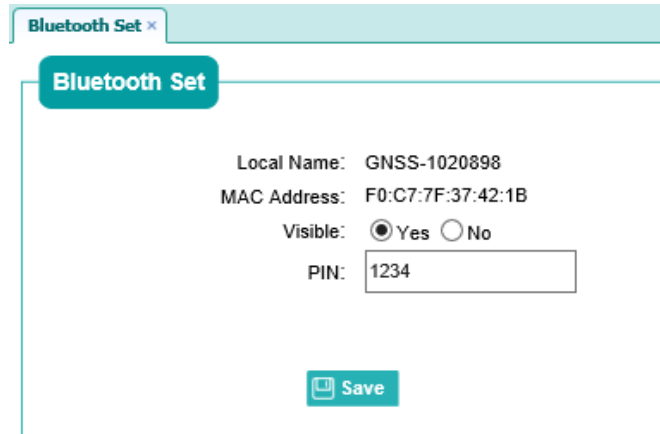 Bluetooth Set ×
Bluetooth Set
Local Name: GNSS-1020898
MAC Address: F0:C7:7F:37:42:1B
Visible: Yes No
PIN: 1234
Save